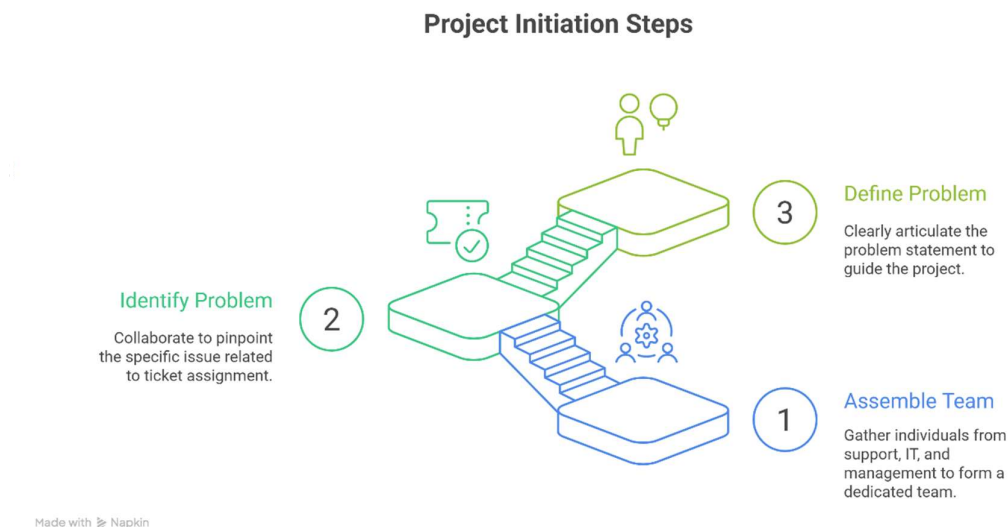 Project Initiation Steps
3
Define Problem
Clearly articulate the
problem statement to
guide the project.
Identify Problem
2
Collaborate to pinpoint
the specific issue related
to ticket assignment.
1
Assemble Team
Gather individuals from
support, IT, and
management to form a
dedicated team.
Made with Napkin